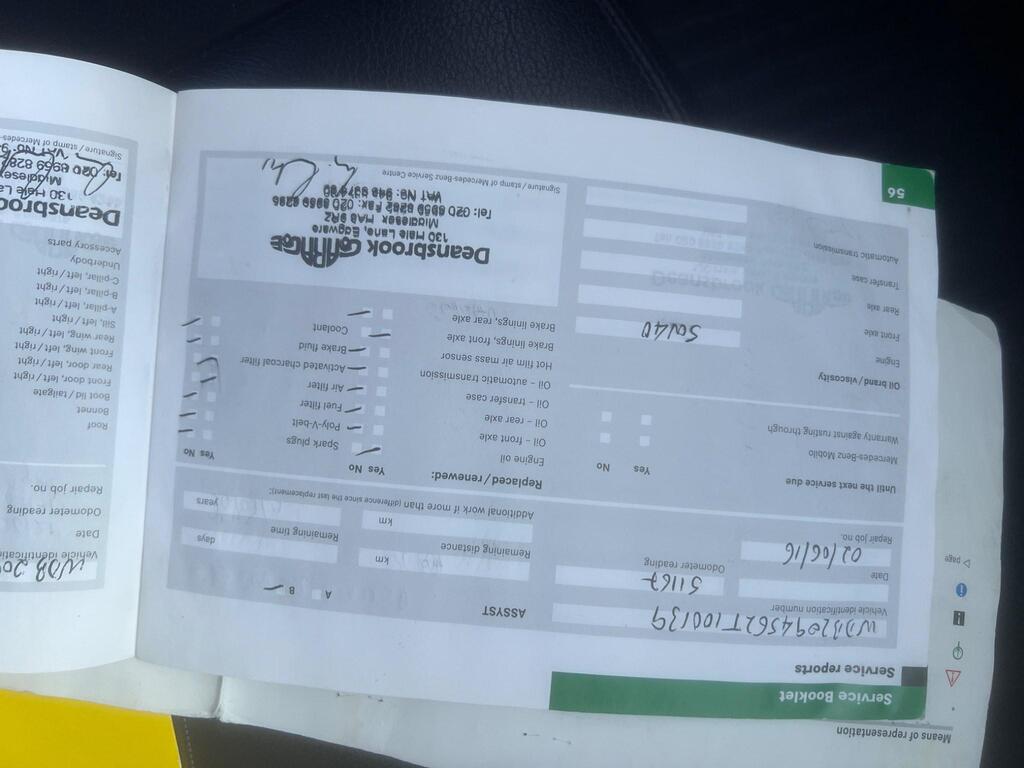 Means of representation
Service Booklet
Service reports
Vehicle identification number
WDB2094562T100139
Date
02/06/16
Odometer reading
51167
Repair job no.
ASSYST
A
B
Remaining distance
km
Remaining time
days
Additional work if more than (difference since the last replacement):
km
years
Until the next service due
Yes No
Mercedes-Benz Mobilo
Warranty against rusting through
Oil brand / viscosity
Engine
5W40
Front axle
Rear axle
Transfer case
Automatic transmission
Replaced / renewed:
Yes No
Engine oil
Oil - front axle
Oil - rear axle
Oil - transfer case
Oil - automatic transmission
Hot film air mass sensor
Brake linings, front axle
Brake linings, rear axle
Yes No
Spark plugs
Poly-V-belt
Fuel filter
Air filter
Activated charcoal filter
Brake fluid
Coolant
Deansbrook GARAGE
130 Hale Lane, Edgware
Middlesex HA8 9RZ
Tel: 020 8959 8282 Fax: 020 8959 8295
VAT No:
Signature / stamp of Mercedes-Benz Service Centre
56
page
Vehicle identific
WDB 209
Date
Odometer reading
Repair job no.
Roof
Bonnet
Boot lid / tailgate
Front door, left / right
Rear door, left / right
Front wing, left / right
Rear wing, left / right
Sill, left / right
A-pillar, left / right
B-pillar, left / right
C-pillar, left / right
Underbody
Accessory parts
Deansbrook
130 Hale La
Middlesex
Tel: 020 8959 828
VAT No: 9
Signature / stamp of Mercedes